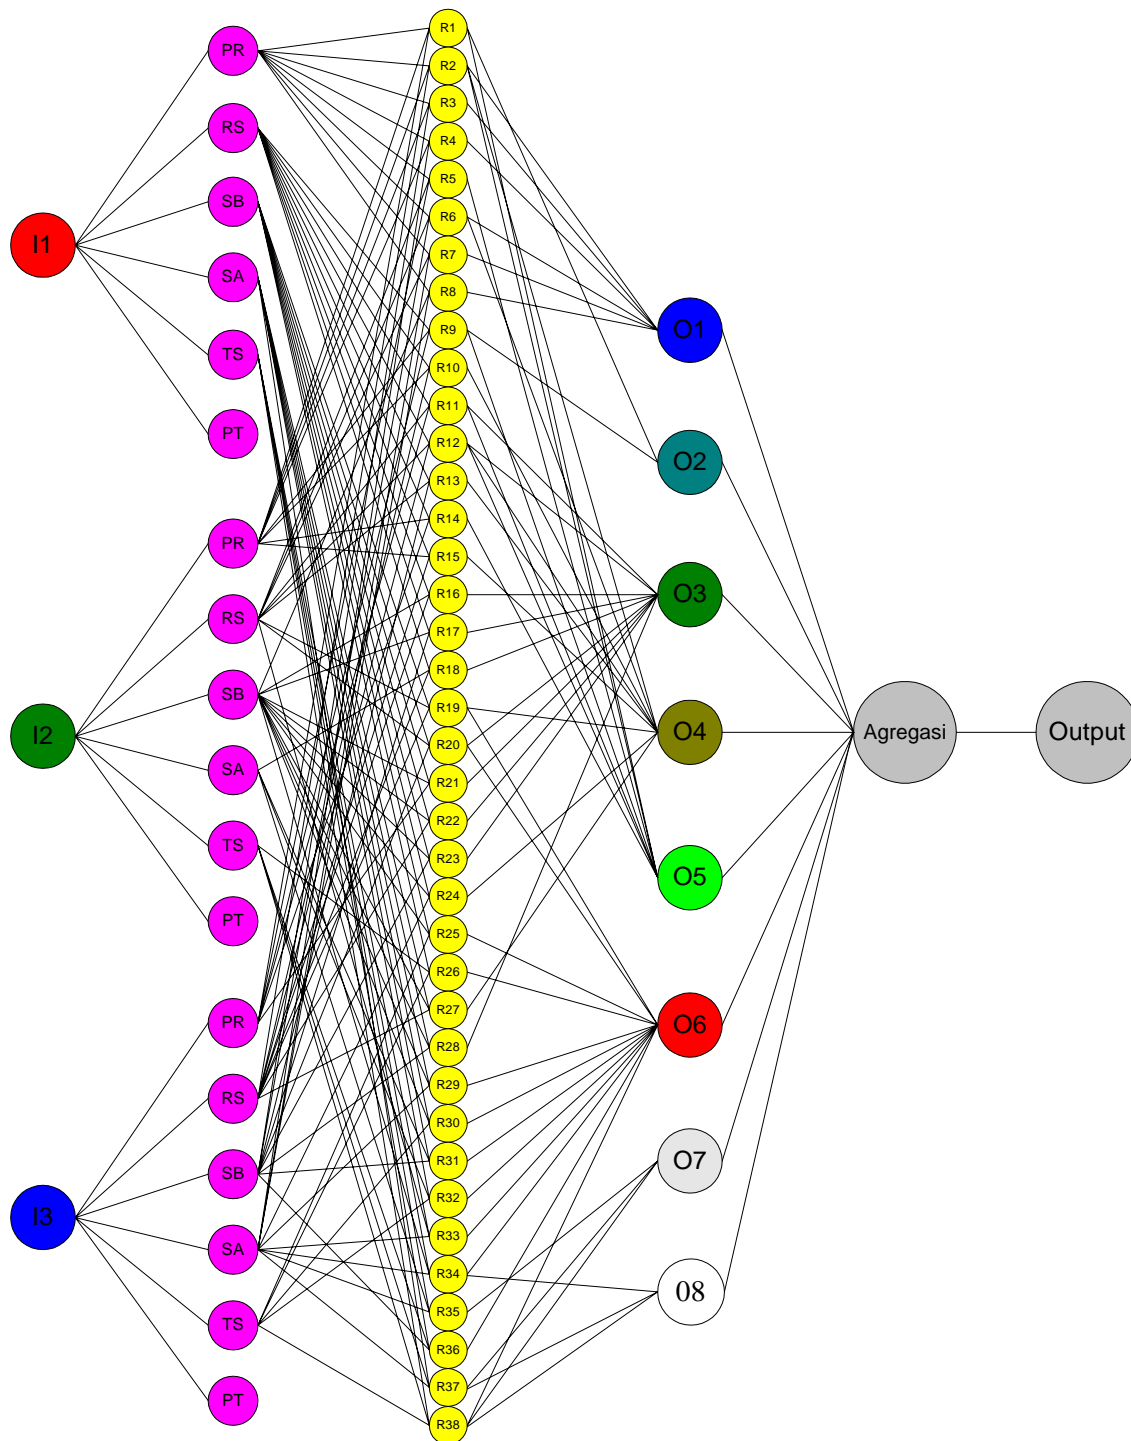 I1
I2
I3
PR
RS
SB
SA
TS
PT
PR
RS
SB
SA
TS
PT
PR
RS
SB
SA
TS
PT
R1
R2
R3
R4
R5
R6
R7
R8
R9
R10
R11
R12
R13
R14
R15
R16
R17
R18
R19
R20
R21
R22
R23
R24
R25
R26
R27
R28
R29
R30
R31
R32
R33
R34
R35
R36
R37
R38
O1
O2
O3
O4
O5
O6
O7
08
Agregasi
Output